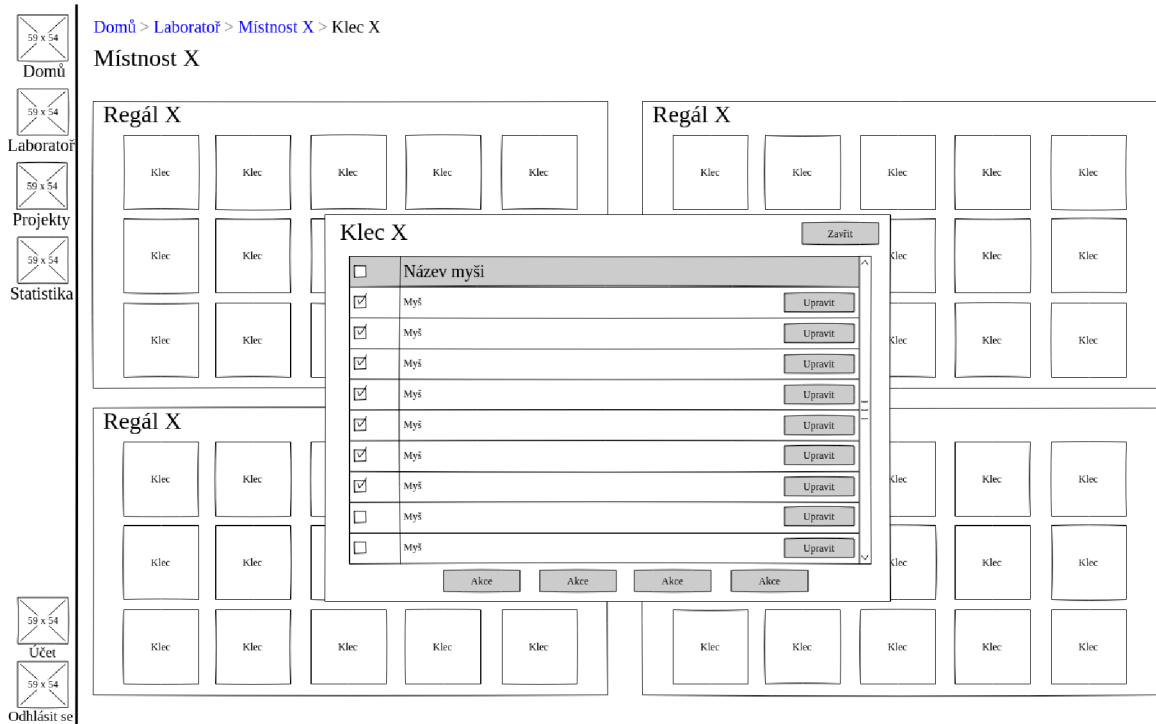 59 x 54
Domů
59 x 54
Laboratoř
59 x 54
Projekty
59 x 54
Statistika
59 x 54
Účet
59 x 54
Odhlásit se
Domů > Laboratoř > Místnost X > Klec X
Místnost X
Regál X
Klec Klec Klec Klec Klec
Klec Klec
Klec Klec
Regál X
Klec Klec Klec Klec Klec
Klec Klec Klec
Klec Klec Klec
Klec X
Zavřít
Název myši
Myš Upravit
Myš Upravit
Myš Upravit
Myš Upravit
Myš Upravit
Myš Upravit
Myš Upravit
Myš Upravit
Myš Upravit
Akce Akce Akce Akce
Regál X
Klec Klec
Klec Klec
Klec Klec Klec Klec Klec
Klec Klec Klec
Klec Klec Klec
Klec Klec Klec Klec Klec